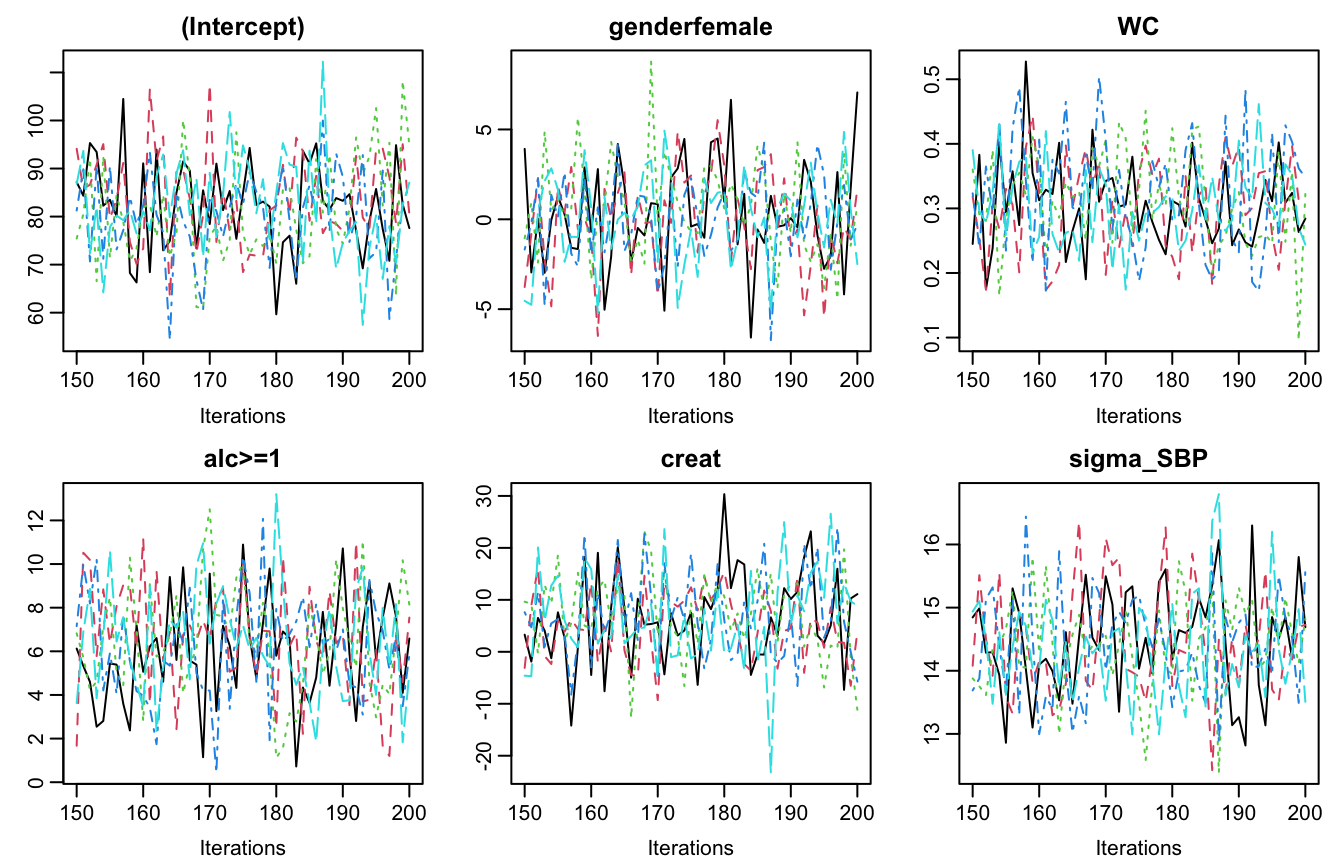 (Intercept) genderfemale WC
60 70 80 90 100
-5 0 5
0.1 0.2 0.3 0.4 0.5
150 160 170 180 190 200 150 160 170 180 190 200 150 160 170 180 190 200
Iterations Iterations Iterations
alc>=1 creat sigma_SBP
0 2 4 6 8 10 12
-20 -10 0 10 20 30
13 14 15 16
150 160 170 180 190 200 150 160 170 180 190 200 150 160 170 180 190 200
Iterations Iterations Iterations